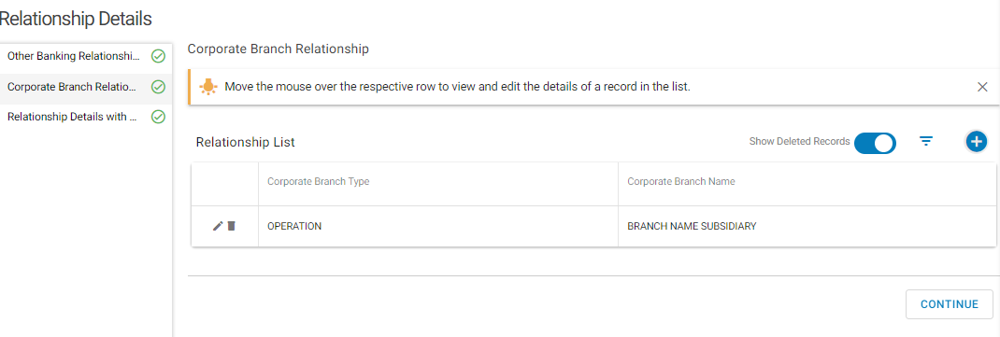 Relationship Details
Other Banking Relationshi...
Corporate Branch Relatio...
Relationship Details with ...
Corporate Branch Relationship
Move the mouse over the respective row to view and edit the details of a record in the list.
Relationship List
Show Deleted Records
Corporate Branch Type
Corporate Branch Name
OPERATION
BRANCH NAME SUBSIDIARY
CONTINUE